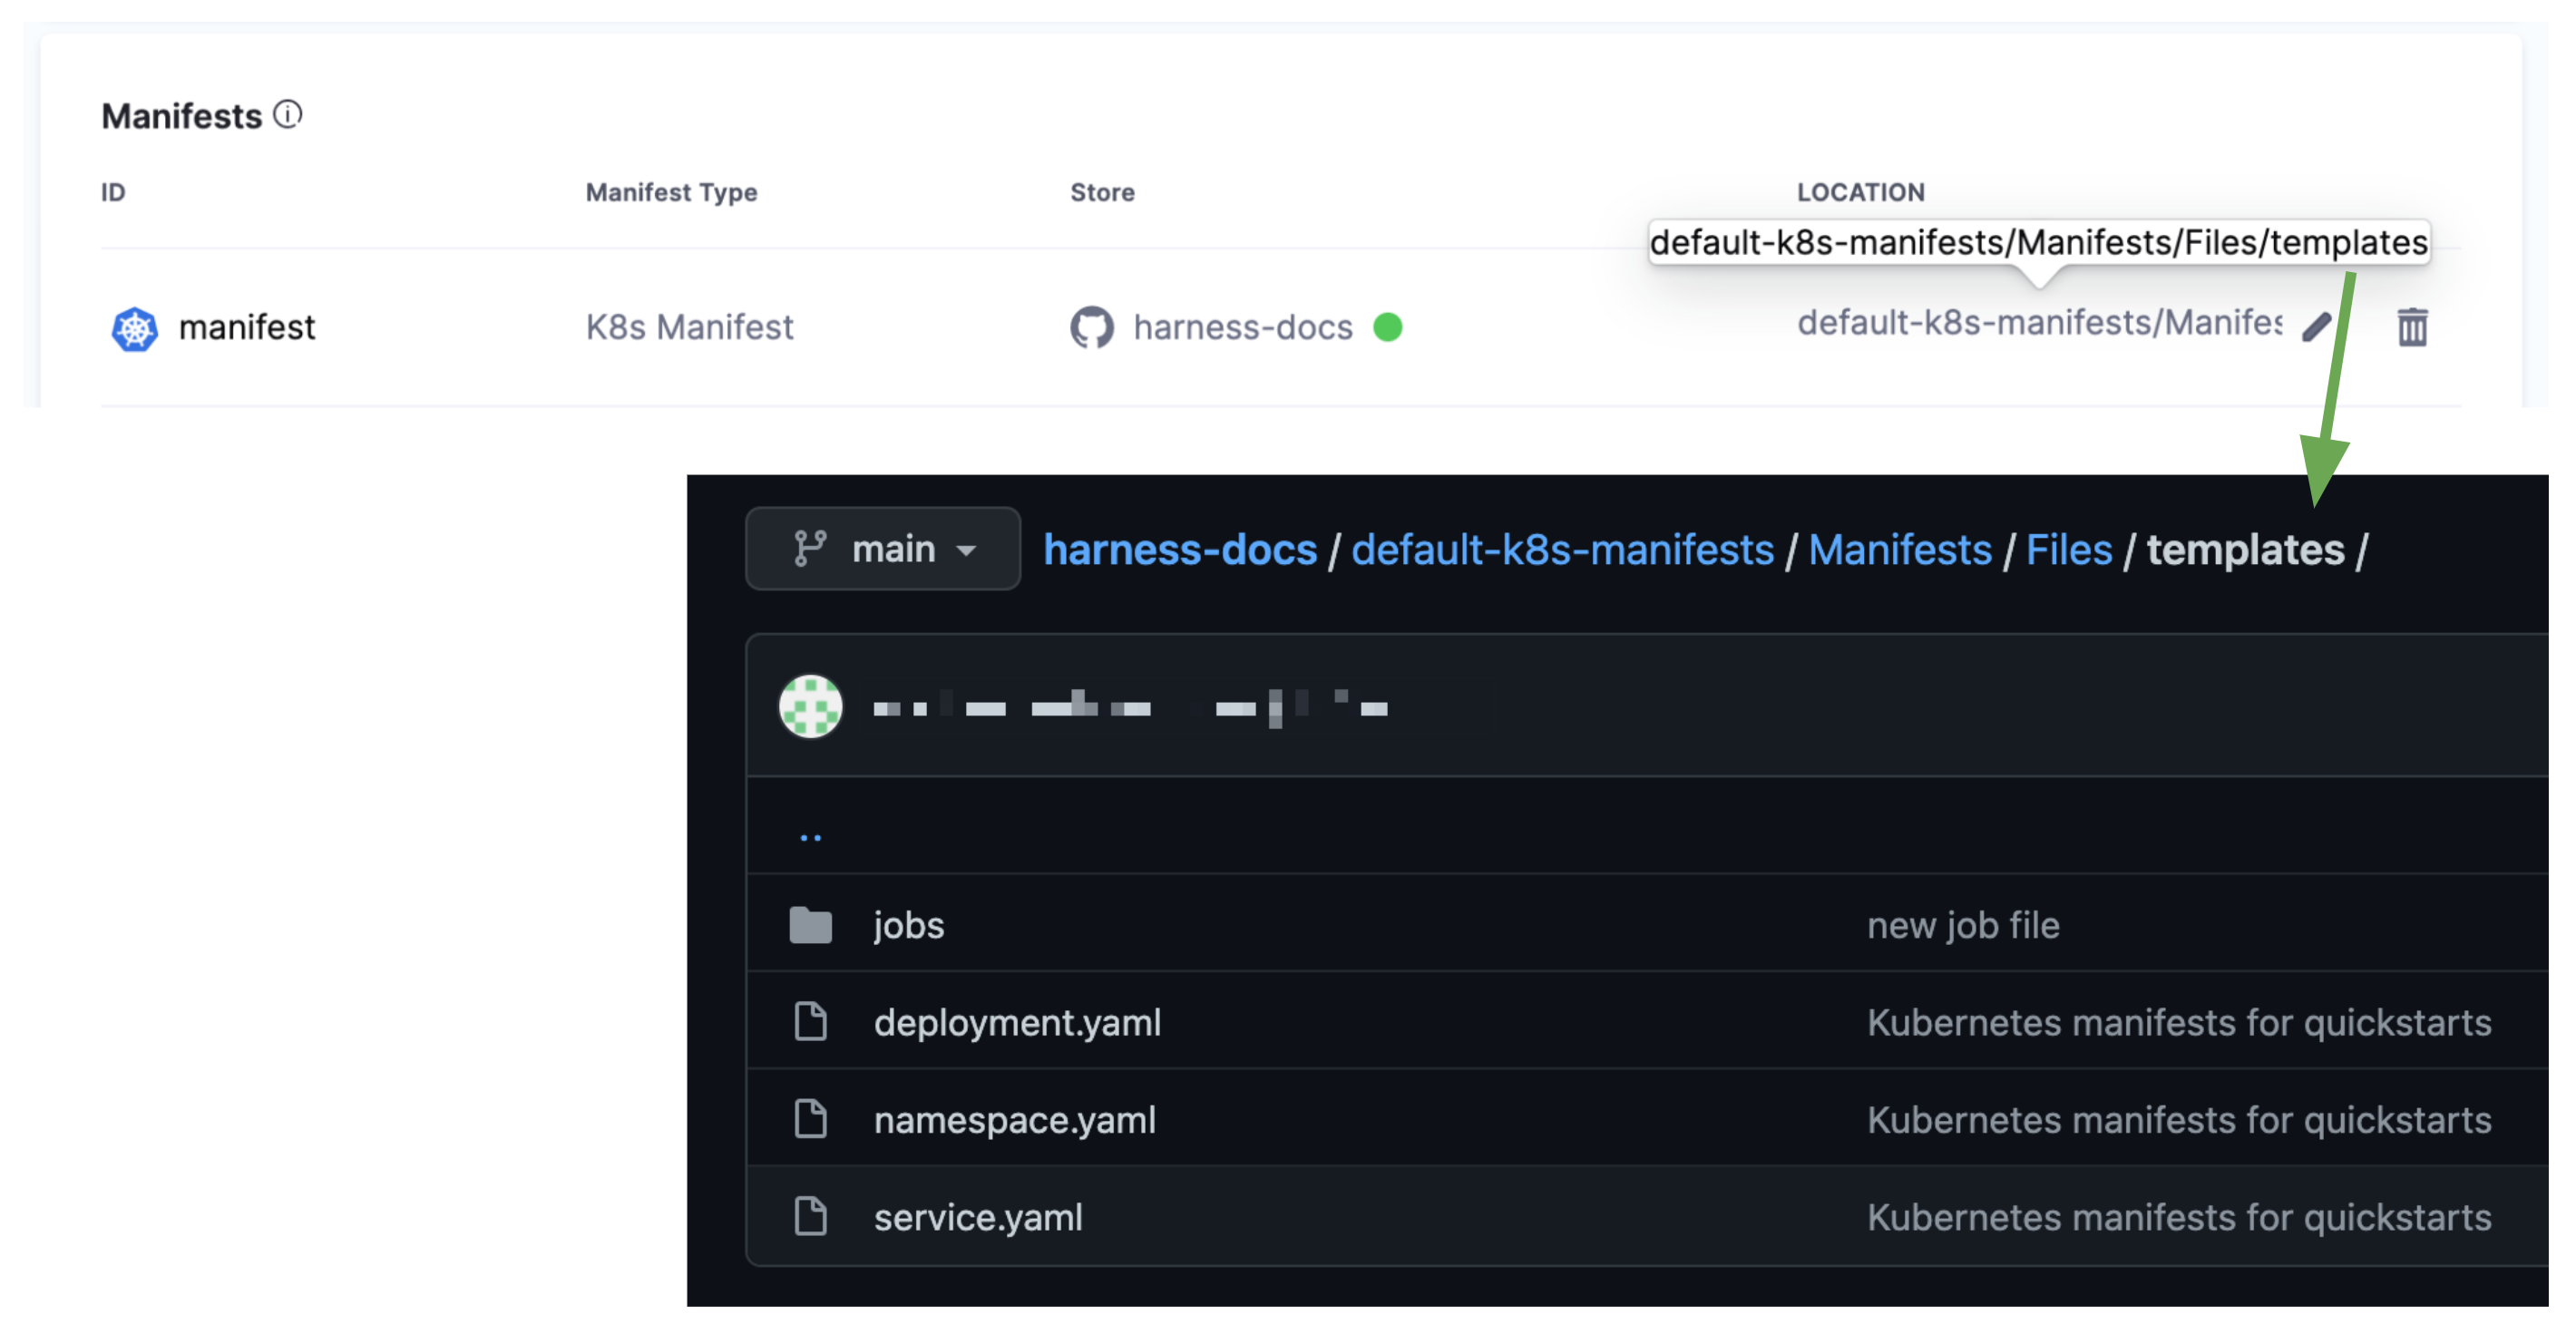 Manifests
ID Manifest Type Store LOCATION
default-k8s-manifests/Manifests/Files/templates
manifest K8s Manifest harness-docs default-k8s-manifests/Manifes
main harness-docs / default-k8s-manifests / Manifests / Files / templates /
..
jobs new job file
deployment.yaml Kubernetes manifests for quickstarts
namespace.yaml Kubernetes manifests for quickstarts
service.yaml Kubernetes manifests for quickstarts